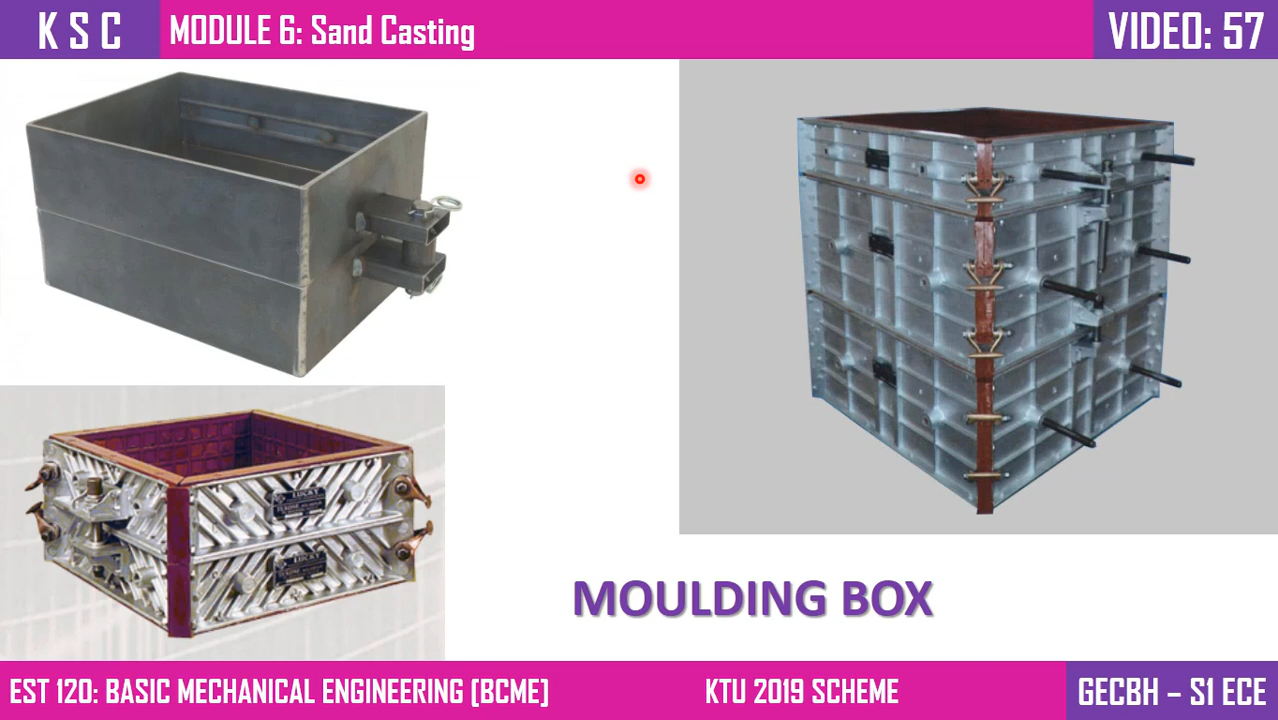 K S C
MODULE 6: Sand Casting
VIDEO: 57
LUCKY
LUCKY
MOULDING BOX
EST 120: BASIC MECHANICAL ENGINEERING (BCME)
KTU 2019 SCHEME
GECBH – S1 ECE